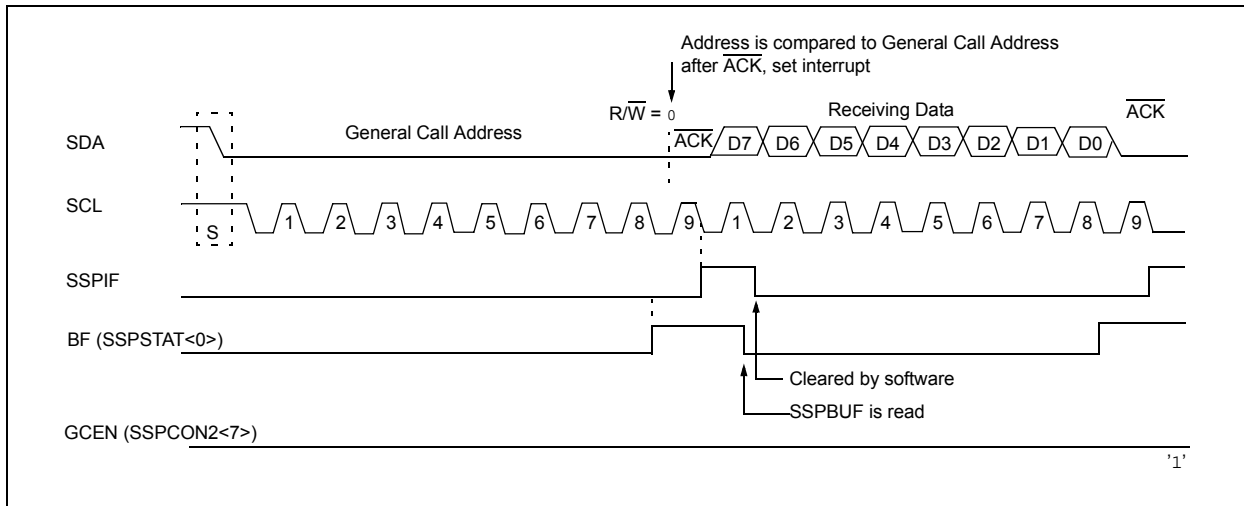 Address is compared to General Call Address
after ACK, set interrupt
R/W = 0
Receiving Data
ACK
General Call Address
SDA
ACK
D7 D6 D5 D4 D3 D2 D1 D0
SCL
S
1 2 3 4 5 6 7 8 9 1 2 3 4 5 6 7 8 9
SSPIF
BF (SSPSTAT<0>)
Cleared by software
SSPBUF is read
GCEN (SSPCON2<7>)
'1'